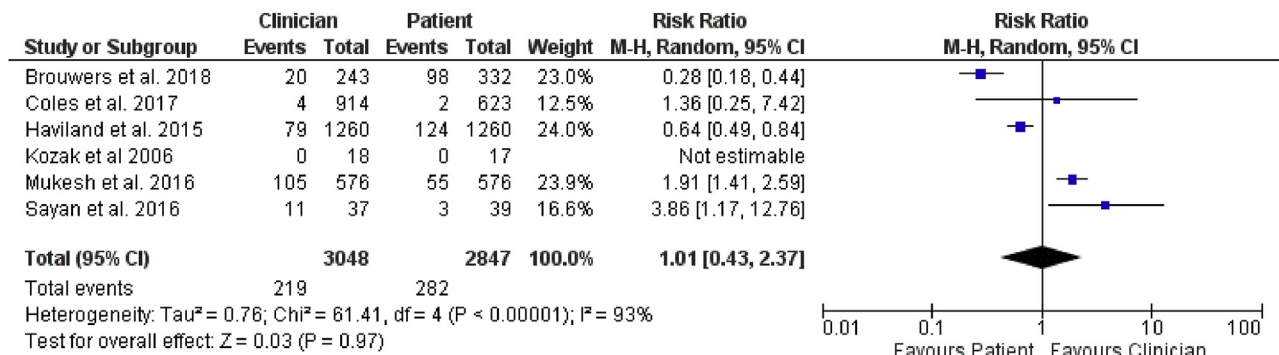 Clinician Patient Risk Ratio Risk Ratio
Study or Subgroup Events Total Events Total Weight M-H, Random, 95% CI M-H, Random, 95% CI
Brouwers et al. 2018 20 243 98 332 23.0% 0.28 [0.18, 0.44]
Coles et al. 2017 4 914 2 623 12.5% 1.36 [0.25, 7.42]
Haviland et al. 2015 79 1260 124 1260 24.0% 0.64 [0.49, 0.84]
Kozak et al 2006 0 18 0 17 Not estimable
Mukesh et al. 2016 105 576 55 576 23.9% 1.91 [1.41, 2.59]
Sayan et al. 2016 11 37 3 39 16.6% 3.86 [1.17, 12.76]
Total (95% CI) 3048 2847 100.0% 1.01 [0.43, 2.37]
Total events 219 282
Heterogeneity: Tau² = 0.76; Chi² = 61.41, df = 4 (P < 0.00001); I² = 93%
Test for overall effect: Z = 0.03 (P = 0.97)
0.01 0.1 1 10 100
Favours Patient Favours Clinician